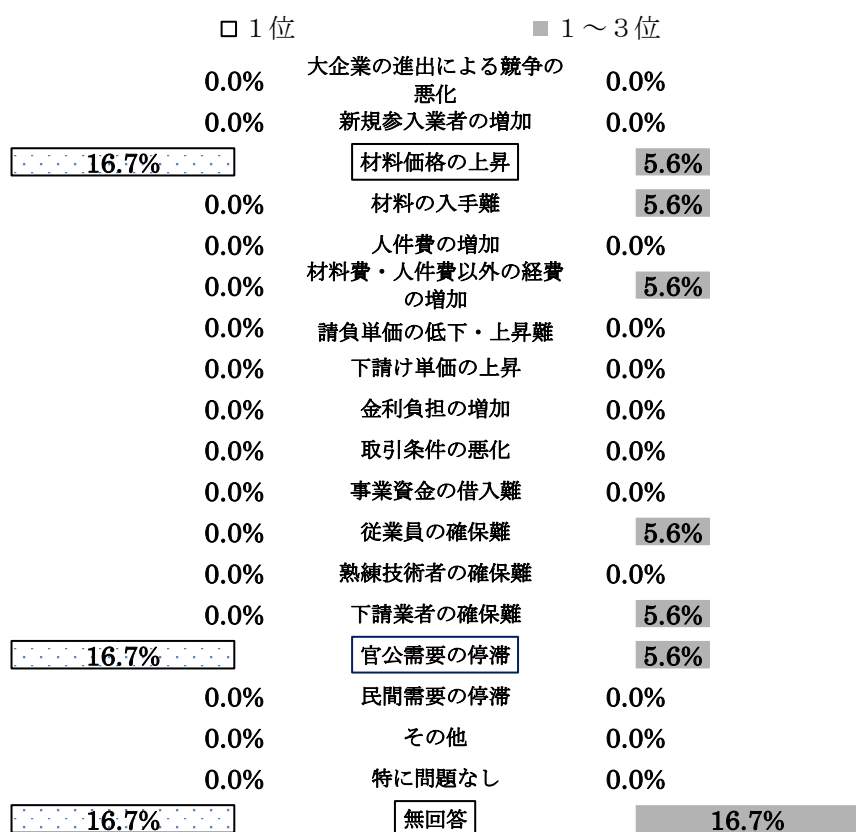 １位 １～３位
0.0% 大企業の進出による競争の 0.0%
悪化
0.0% 新規参入業者の増加 0.0%
16.7% 材料価格の上昇 5.6%
0.0% 材料の入手難 5.6%
0.0% 人件費の増加 0.0%
0.0% 材料費・人件費以外の経費 5.6%
の増加
0.0% 請負単価の低下・上昇難 0.0%
0.0% 下請け単価の上昇 0.0%
0.0% 金利負担の増加 0.0%
0.0% 取引条件の悪化 0.0%
0.0% 事業資金の借入難 0.0%
0.0% 従業員の確保難 5.6%
0.0% 熟練技術者の確保難 0.0%
0.0% 下請業者の確保難 5.6%
16.7% 官公需要の停滞 5.6%
0.0% 民間需要の停滞 0.0%
0.0% その他 0.0%
0.0% 特に問題なし 0.0%
16.7% 無回答 16.7%